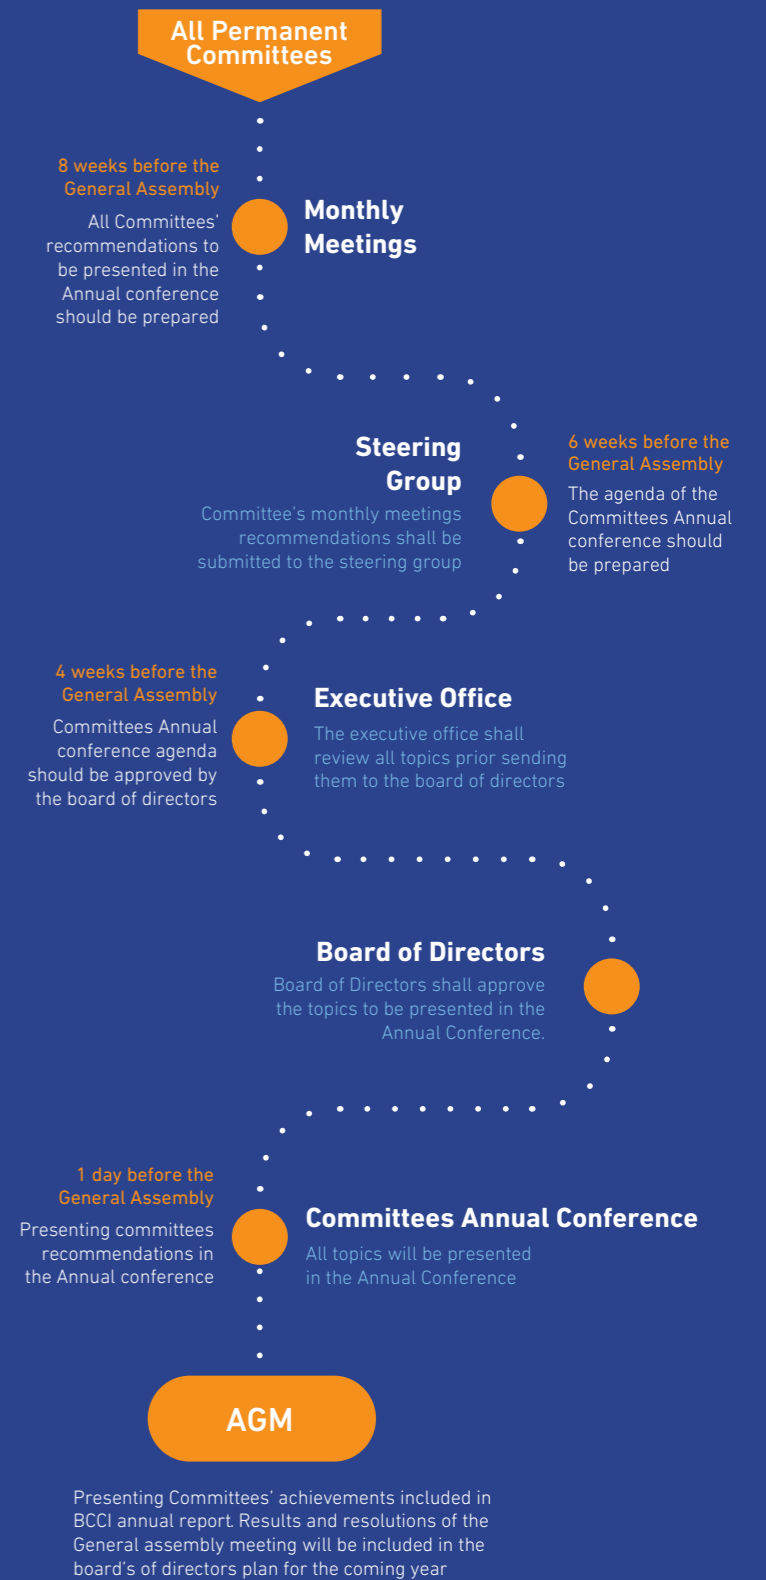 All Permanent
Committees
8 weeks before the
General Assembly
All Committees'
recommendations to
be presented in the
Annual conference
should be prepared
Monthly
Meetings
Steering
Group
Committee's monthly meetings
recommendations shall be
submitted to the steering group
6 weeks before the
General Assembly
The agenda of the
Committees Annual
conference should
be prepared
4 weeks before the
General Assembly
Committees Annual
conference agenda
should be approved by
the board of directors
Executive Office
The executive office shall
review all topics prior sending
them to the board of directors
Board of Directors
Board of Directors shall approve
the topics to be presented in the
Annual Conference.
1 day before the
General Assembly
Presenting committees
recommendations in
the Annual conference
Committees Annual Conference
All topics will be presented
in the Annual Conference
AGM
Presenting Committees' achievements included in
BCCI annual report. Results and resolutions of the
General assembly meeting will be included in the
board's of directors plan for the coming year